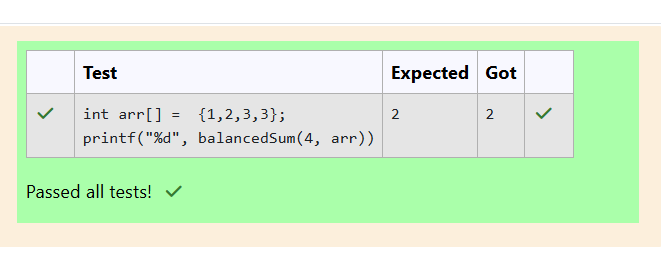 Test Expected Got
int arr[] =  {1,2,3,3}; 2 2
printf("%d", balancedSum(4, arr))
Passed all tests!